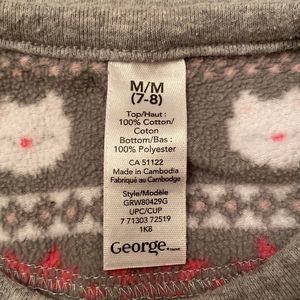 M/M
(7-8)
Top/Haut :
100% Cotton/
Coton
Bottom/Bas :
100% Polyester
CA 51122
Made in Cambodia
Fabriqué au Cambodge
Style/Modèle
GRW80429G
UPC/CUP
7 71303 72519
1KB
George.